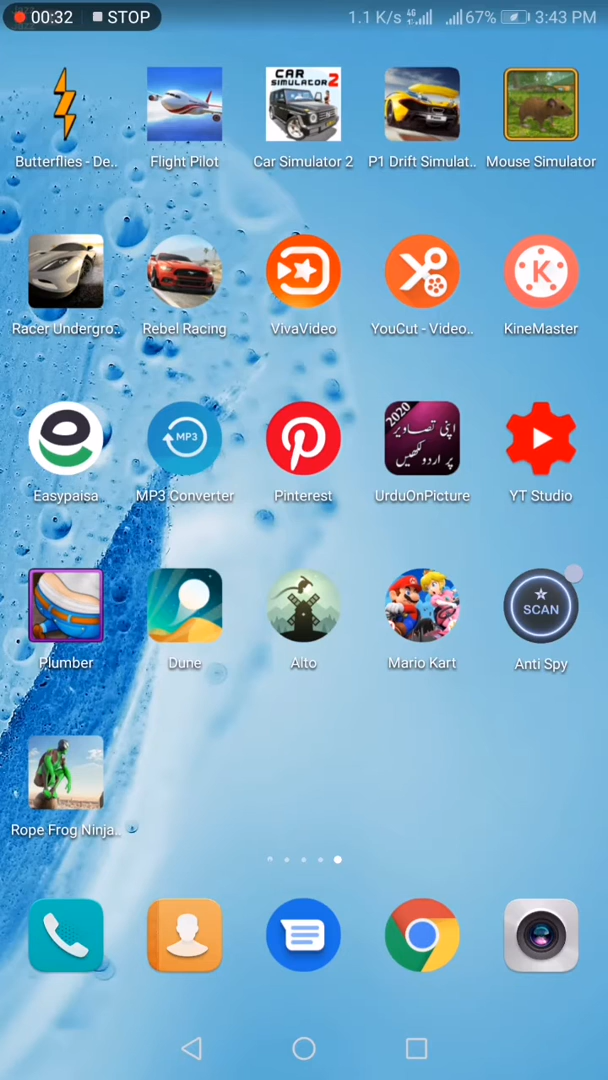 00:32 STOP 1.1 K/s 4G 67% 3:43 PM
CAR
SIMULATOR 2
Butterflies - De.. Flight Pilot Car Simulator 2 P1 Drift Simulat.. Mouse Simulator
K
Racer Undergro.. Rebel Racing VivaVideo YouCut - Video.. KineMaster
2020
MP3
اپنی تصاویر
پر اردو لکھیں
Easypaisa MP3 Converter Pinterest UrduOnPicture YT Studio
SCAN
Plumber Dune Alto Mario Kart Anti Spy
Rope Frog Ninja..